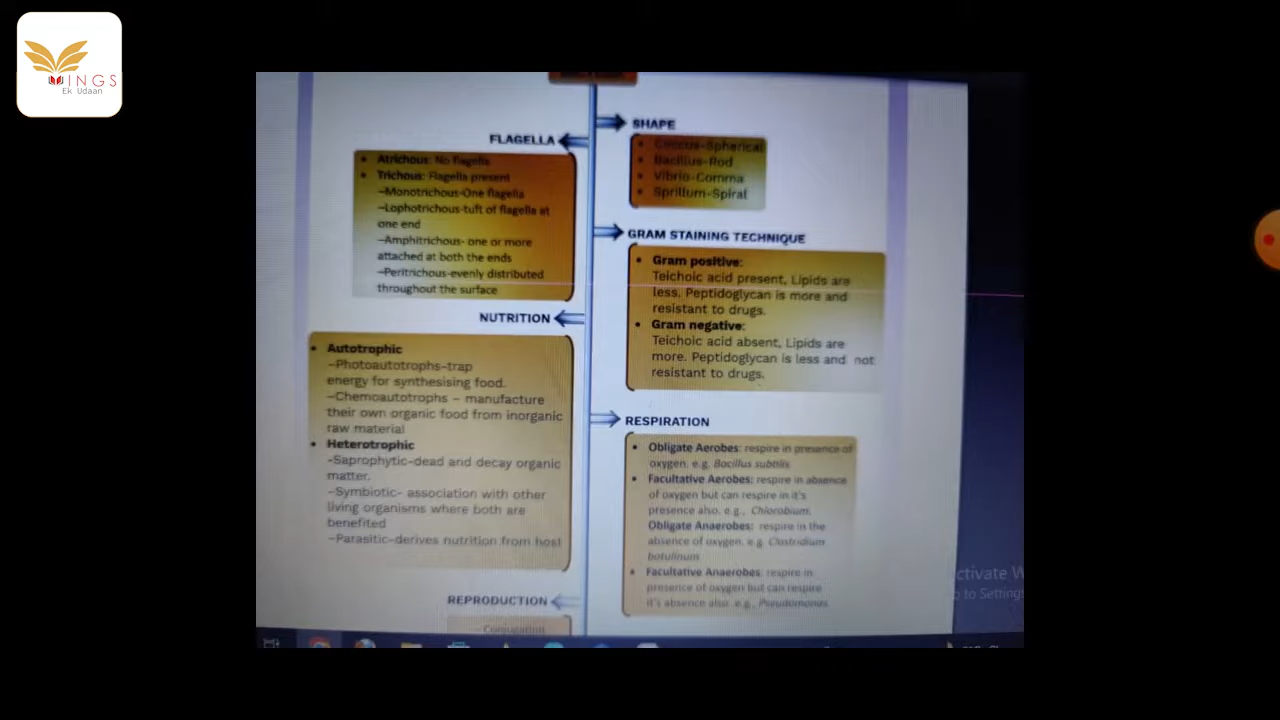 WINGS
Ek Udaan
FLAGELLA
• Atrichous: No flagella
• Trichous: Flagella present
–Monotrichous-One flagella
–Lophotrichous-tuft of flagella at
one end
–Amphitrichous- one or more
attached at both the ends
–Peritrichous-evenly distributed
throughout the surface
NUTRITION
• Autotrophic
–Photoautotrophs-trap
energy for synthesising food.
–Chemoautotrophs – manufacture
their own organic food from inorganic
raw material
• Heterotrophic
-Saprophytic-dead and decay organic
matter.
–Symbiotic- association with other
living organisms where both are
benefited
–Parasitic-derives nutrition from host
REPRODUCTION
– Conjugation
SHAPE
• Coccus-Spherical
• Bacillus-Rod
• Vibrio-Comma
• Sprillum-Spiral
GRAM STAINING TECHNIQUE
• Gram positive:
Teichoic acid present, Lipids are
less. Peptidoglycan is more and
resistant to drugs.
• Gram negative:
Teichoic acid absent, Lipids are
more. Peptidoglycan is less and not
resistant to drugs.
RESPIRATION
• Obligate Aerobes: respire in presence of
oxygen. e.g. Bacillus subtilis
• Facultative Aerobes: respire in absence
of oxygen but can respire in it's
presence also. e.g., Chlorobium.
Obligate Anaerobes: respire in the
absence of oxygen. e.g. Clostridium
botulinum
• Facultative Anaerobes: respire in
presence of oxygen but can respire
it's absence also. e.g., Pseudomonas
ctivate W
to Settings